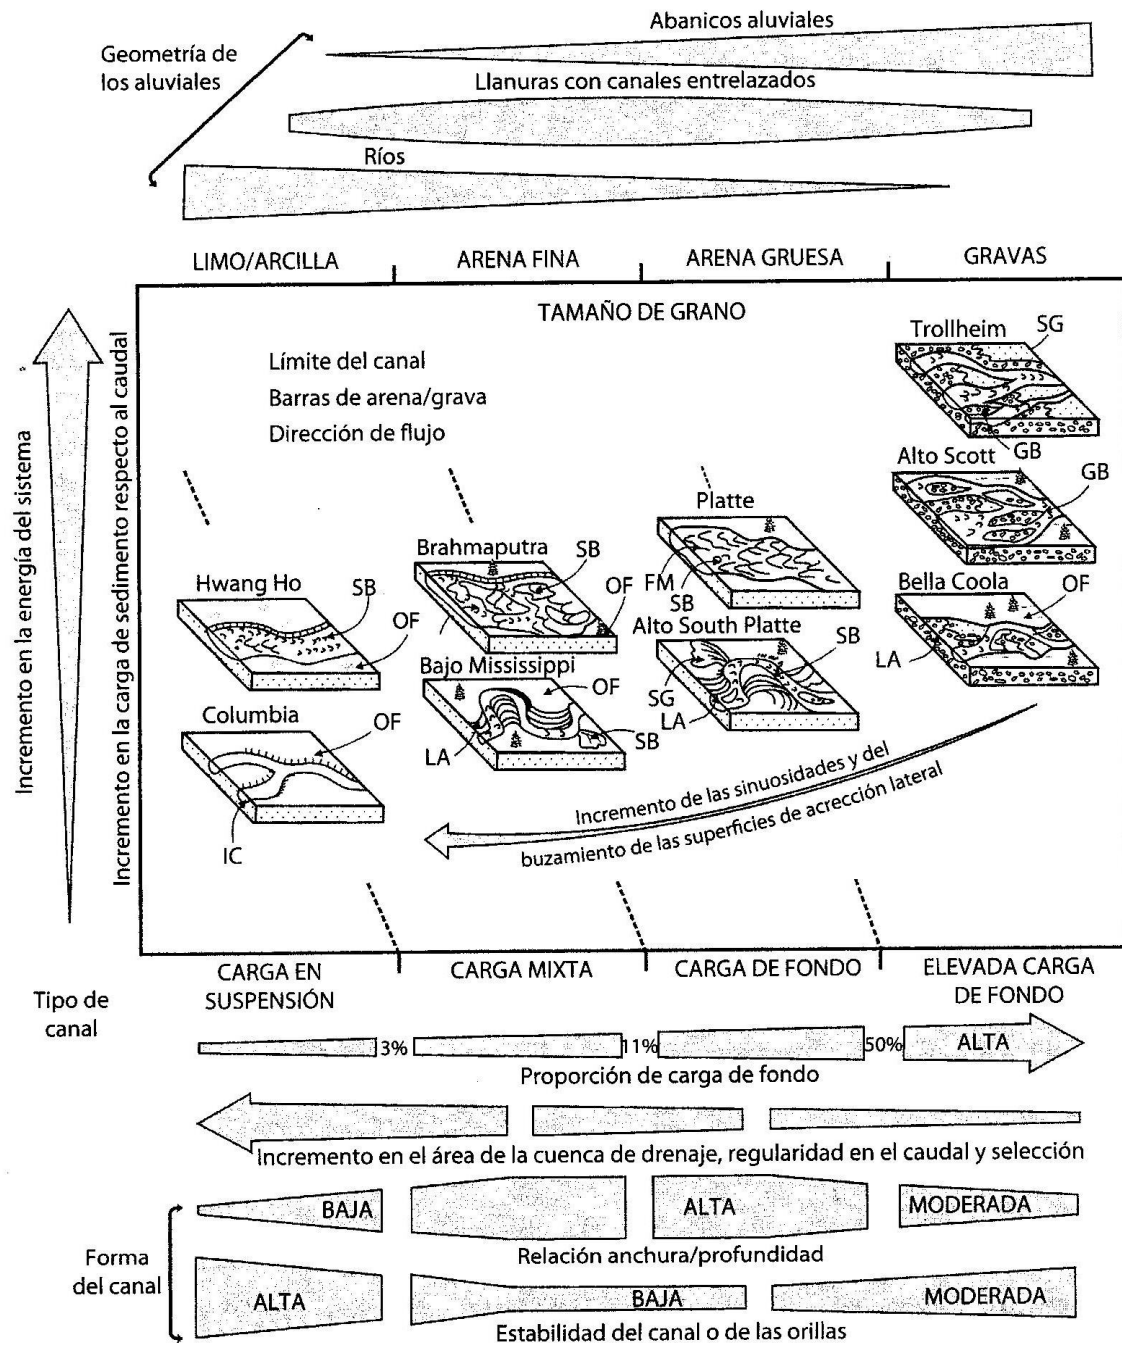 Abanicos aluviales
Geometría de
los aluviales
Llanuras con canales entrelazados
Ríos
LIMO/ARCILLA
ARENA FINA
ARENA GRUESA
GRAVAS
TAMAÑO DE GRANO
Incremento en la energía del sistema
Incremento en la carga de sedimento respecto al caudal
Límite del canal
Barras de arena/grava
Dirección de flujo
Trollheim
SG
GB
Alto Scott
GB
Platte
FM
SB
Brahmaputra
SB
OF
Hwang Ho
SB
OF
Bella Coola
OF
LA
Alto South Platte
SB
SG
LA
Bajo Mississippi
OF
LA
SB
Columbia
OF
IC
Incremento de las sinuosidades y del
buzamiento de las superficies de acrección lateral
Tipo de
canal
CARGA EN
SUSPENSIÓN
CARGA MIXTA
CARGA DE FONDO
ELEVADA CARGA
DE FONDO
3%
11%
50%
ALTA
Proporción de carga de fondo
Incremento en el área de la cuenca de drenaje, regularidad en el caudal y selección
Forma
del canal
BAJA
ALTA
MODERADA
Relación anchura/profundidad
ALTA
BAJA
MODERADA
Estabilidad del canal o de las orillas